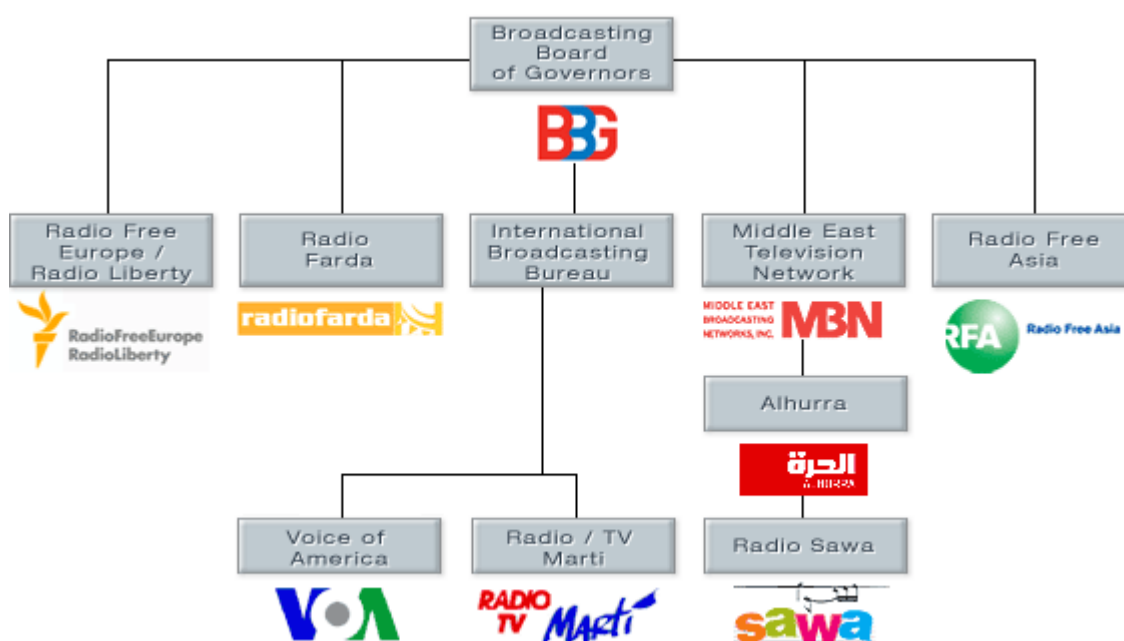 Broadcasting
Board
of Governors
BBG
Radio Free
Europe /
Radio Liberty
RadioFreeEurope
RadioLiberty
Radio
Farda
radiofarda
International
Broadcasting
Bureau
Middle East
Television
Network
MIDDLE EAST
BROADCASTING
NETWORKS, INC.
MBN
Radio Free
Asia
RFA
Radio Free Asia
Alhurra
الحرة
ALHURRA
Voice of
America
VOA
Radio / TV
Marti
RADIO
TV
Martí
Radio Sawa
sawa